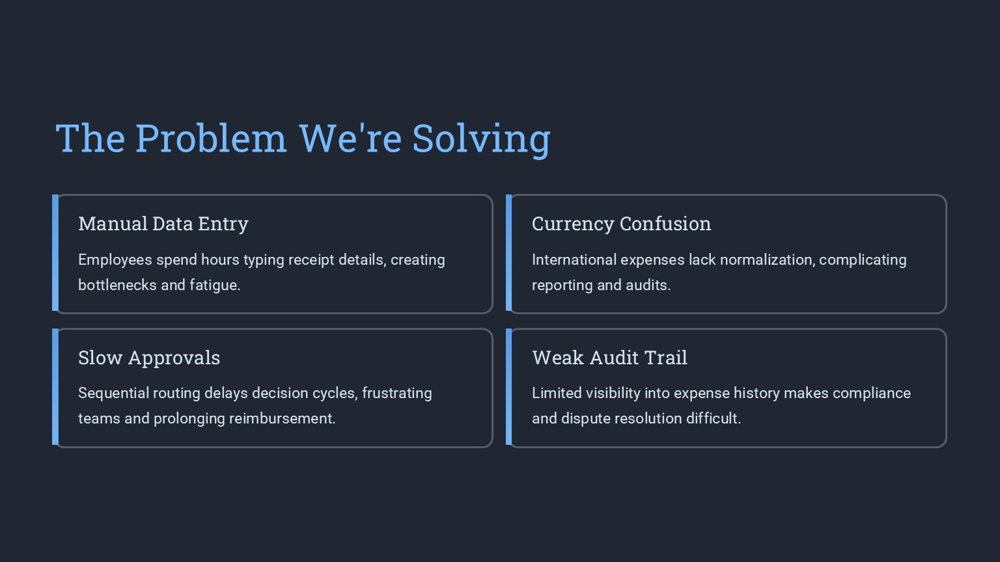 The Problem We're Solving
Manual Data Entry
Employees spend hours typing receipt details, creating
bottlenecks and fatigue.
Currency Confusion
International expenses lack normalization, complicating
reporting and audits.
Slow Approvals
Sequential routing delays decision cycles, frustrating
teams and prolonging reimbursement.
Weak Audit Trail
Limited visibility into expense history makes compliance
and dispute resolution difficult.